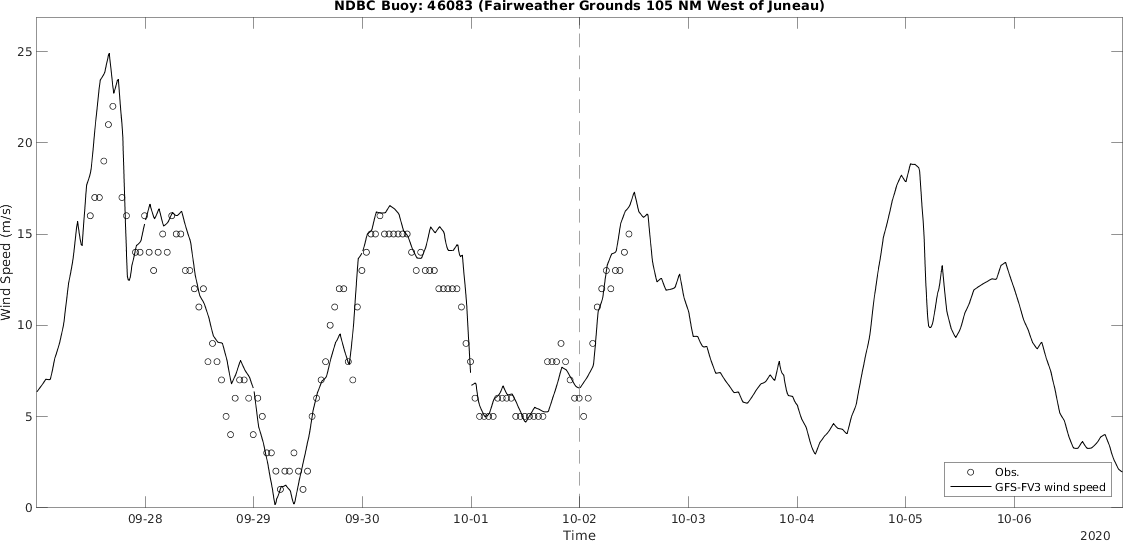 NDBC Buoy: 46083 (Fairweather Grounds 105 NM West of Juneau)
Wind Speed (m/s)
25
20
15
10
5
0
Obs.
GFS-FV3 wind speed
09-28 09-29 09-30 10-01 10-02 10-03 10-04 10-05 10-06
Time
2020